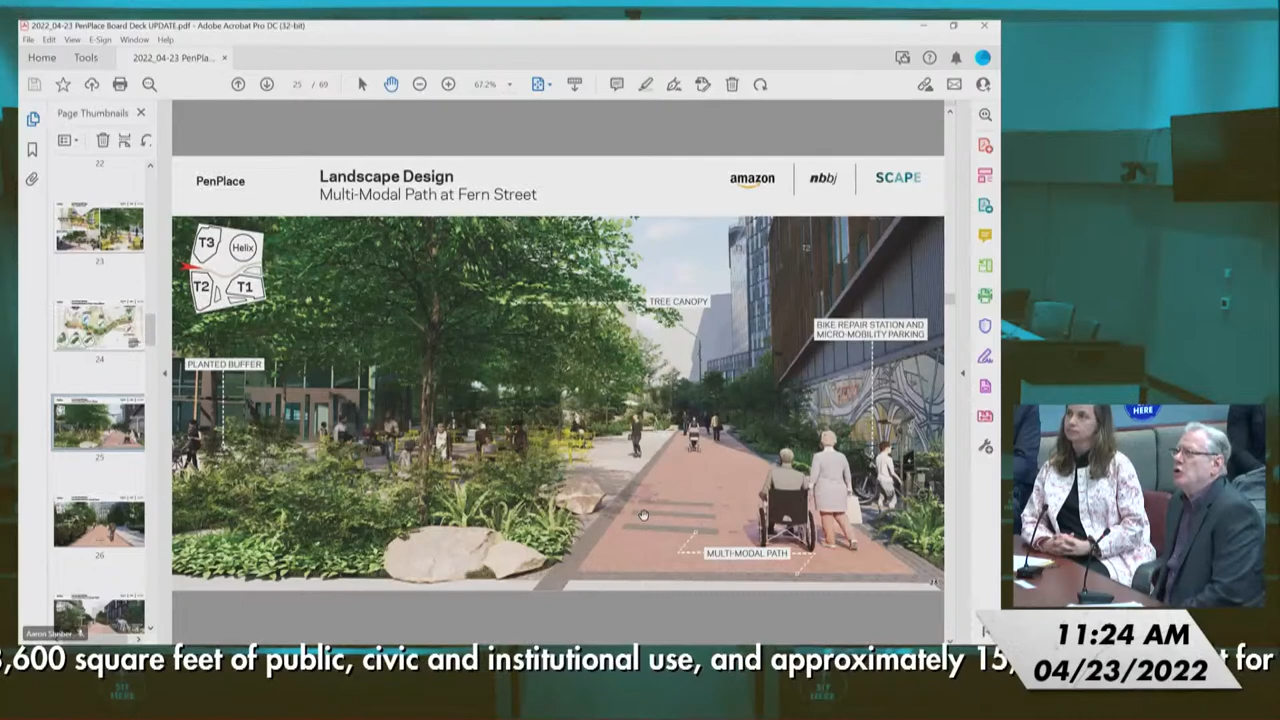 2022_04-23 PenPlace Board Deck UPDATE.pdf - Adobe Acrobat Pro DC (32-bit)
File Edit View E-Sign Window Help
Home Tools 2022_04-23 PenPla... ×
25 / 69 67.2%
Page Thumbnails
22
23
24
25
26
PenPlace
Landscape Design
Multi-Modal Path at Fern Street
amazon nbbj SCAPE
T3 Helix
T2 T1
TREE CANOPY
BIKE REPAIR STATION AND
MICRO-MOBILITY PARKING
PLANTED BUFFER
MULTI-MODAL PATH
HERE
Aaron Shriber
,600 square feet of public, civic and institutional use, and approximately 15, t for
11:24 AM
04/23/2022